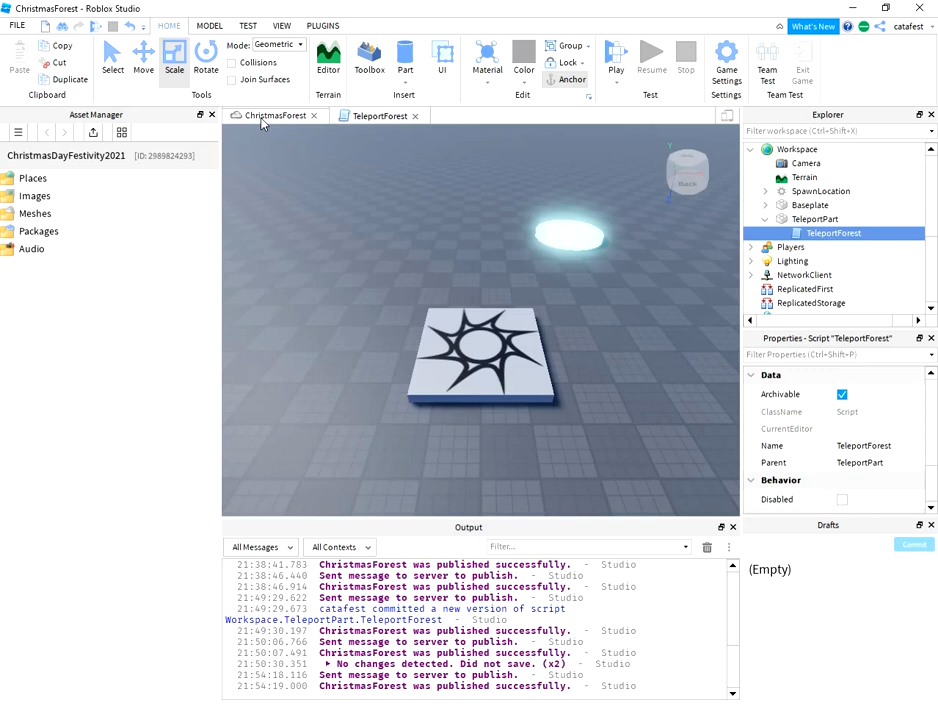 ChristmasForest - Roblox Studio
FILE HOME MODEL TEST VIEW PLUGINS What's New catafest
Paste Copy Cut Duplicate Select Move Scale Rotate Mode: Geometric Collisions Join Surfaces Editor Toolbox Part UI Material Color Group Lock Anchor Play Resume Stop Game Settings Team Test Exit Game
Clipboard Tools Terrain Insert Edit Test Settings Team Test
Asset Manager
ChristmasDayFestivity2021 [ID: 2989824293]
Places
Images
Meshes
Packages
Audio
ChristmasForest TeleportForest
Back
Y
Explorer
Filter workspace (Ctrl+Shift+X)
Workspace
Camera
Terrain
SpawnLocation
Baseplate
TeleportPart
TeleportForest
Players
Lighting
NetworkClient
ReplicatedFirst
ReplicatedStorage
Properties - Script "TeleportForest"
Filter Properties (Ctrl+Shift+P)
Data
Archivable
ClassName Script
CurrentEditor
Name TeleportForest
Parent TeleportPart
Behavior
Disabled
Output
All Messages All Contexts Filter...
21:38:41.783 ChristmasForest was published successfully. - Studio
21:38:46.440 Sent message to server to publish. - Studio
21:38:46.914 ChristmasForest was published successfully. - Studio
21:49:29.622 Sent message to server to publish. - Studio
21:49:29.673 catafest committed a new version of script
Workspace.TeleportPart.TeleportForest - Studio
21:49:30.197 ChristmasForest was published successfully. - Studio
21:50:06.766 Sent message to server to publish. - Studio
21:50:07.491 ChristmasForest was published successfully. - Studio
21:50:30.351 No changes detected. Did not save. (x2) - Studio
21:54:18.116 Sent message to server to publish. - Studio
21:54:19.000 ChristmasForest was published successfully. - Studio
Drafts
Commit
(Empty)